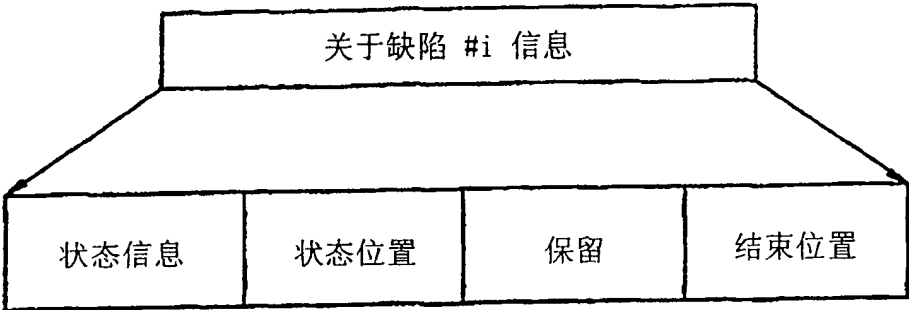 关于缺陷 #i 信息
状态信息
状态位置
保留
结束位置